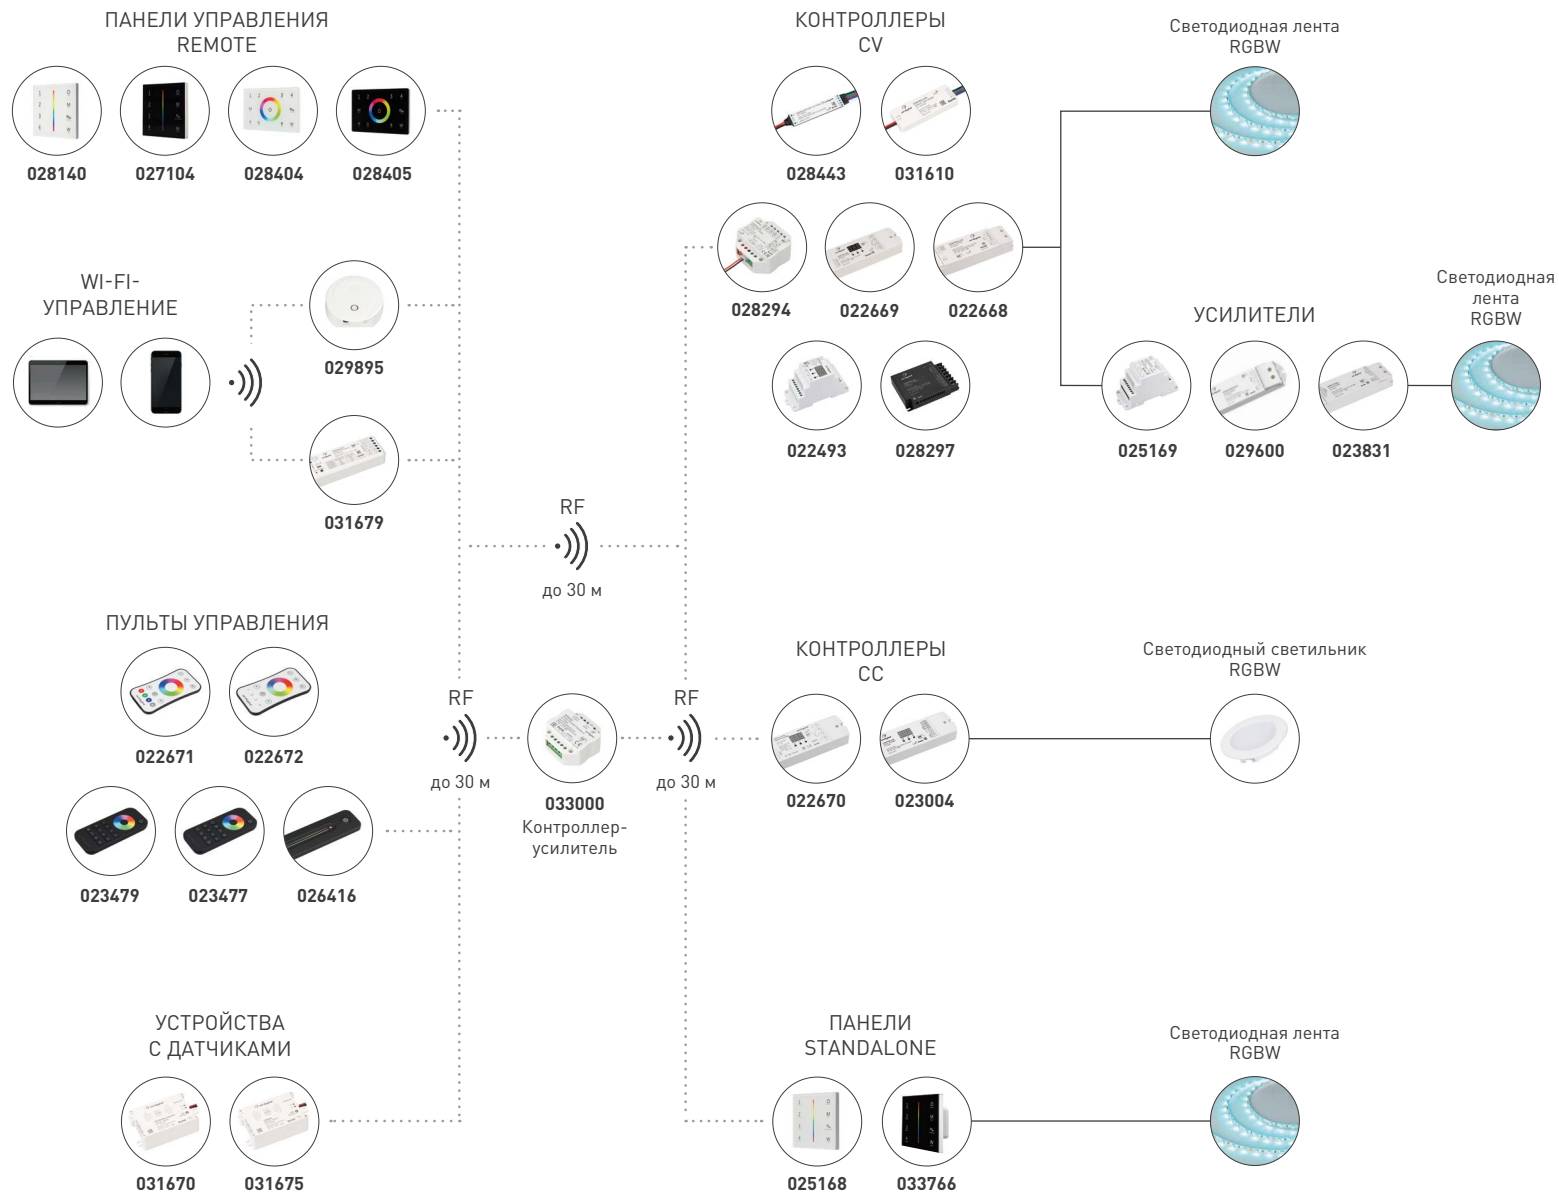 ПАНЕЛИ УПРАВЛЕНИЯ
REMOTE
028140
027104
028404
028405
WI-FI-
УПРАВЛЕНИЕ
029895
031679
ПУЛЬТЫ УПРАВЛЕНИЯ
022671
022672
023479
023477
026416
УСТРОЙСТВА
С ДАТЧИКАМИ
031670
031675
RF
до 30 м
RF
до 30 м
033000
Контроллер-
усилитель
RF
до 30 м
КОНТРОЛЛЕРЫ
CV
028443
031610
028294
022669
022668
022493
028297
Светодиодная лента
RGBW
УСИЛИТЕЛИ
025169
029600
023831
Светодиодная
лента
RGBW
КОНТРОЛЛЕРЫ
CC
022670
023004
Светодиодный светильник
RGBW
ПАНЕЛИ
STANDALONE
025168
033766
Светодиодная лента
RGBW